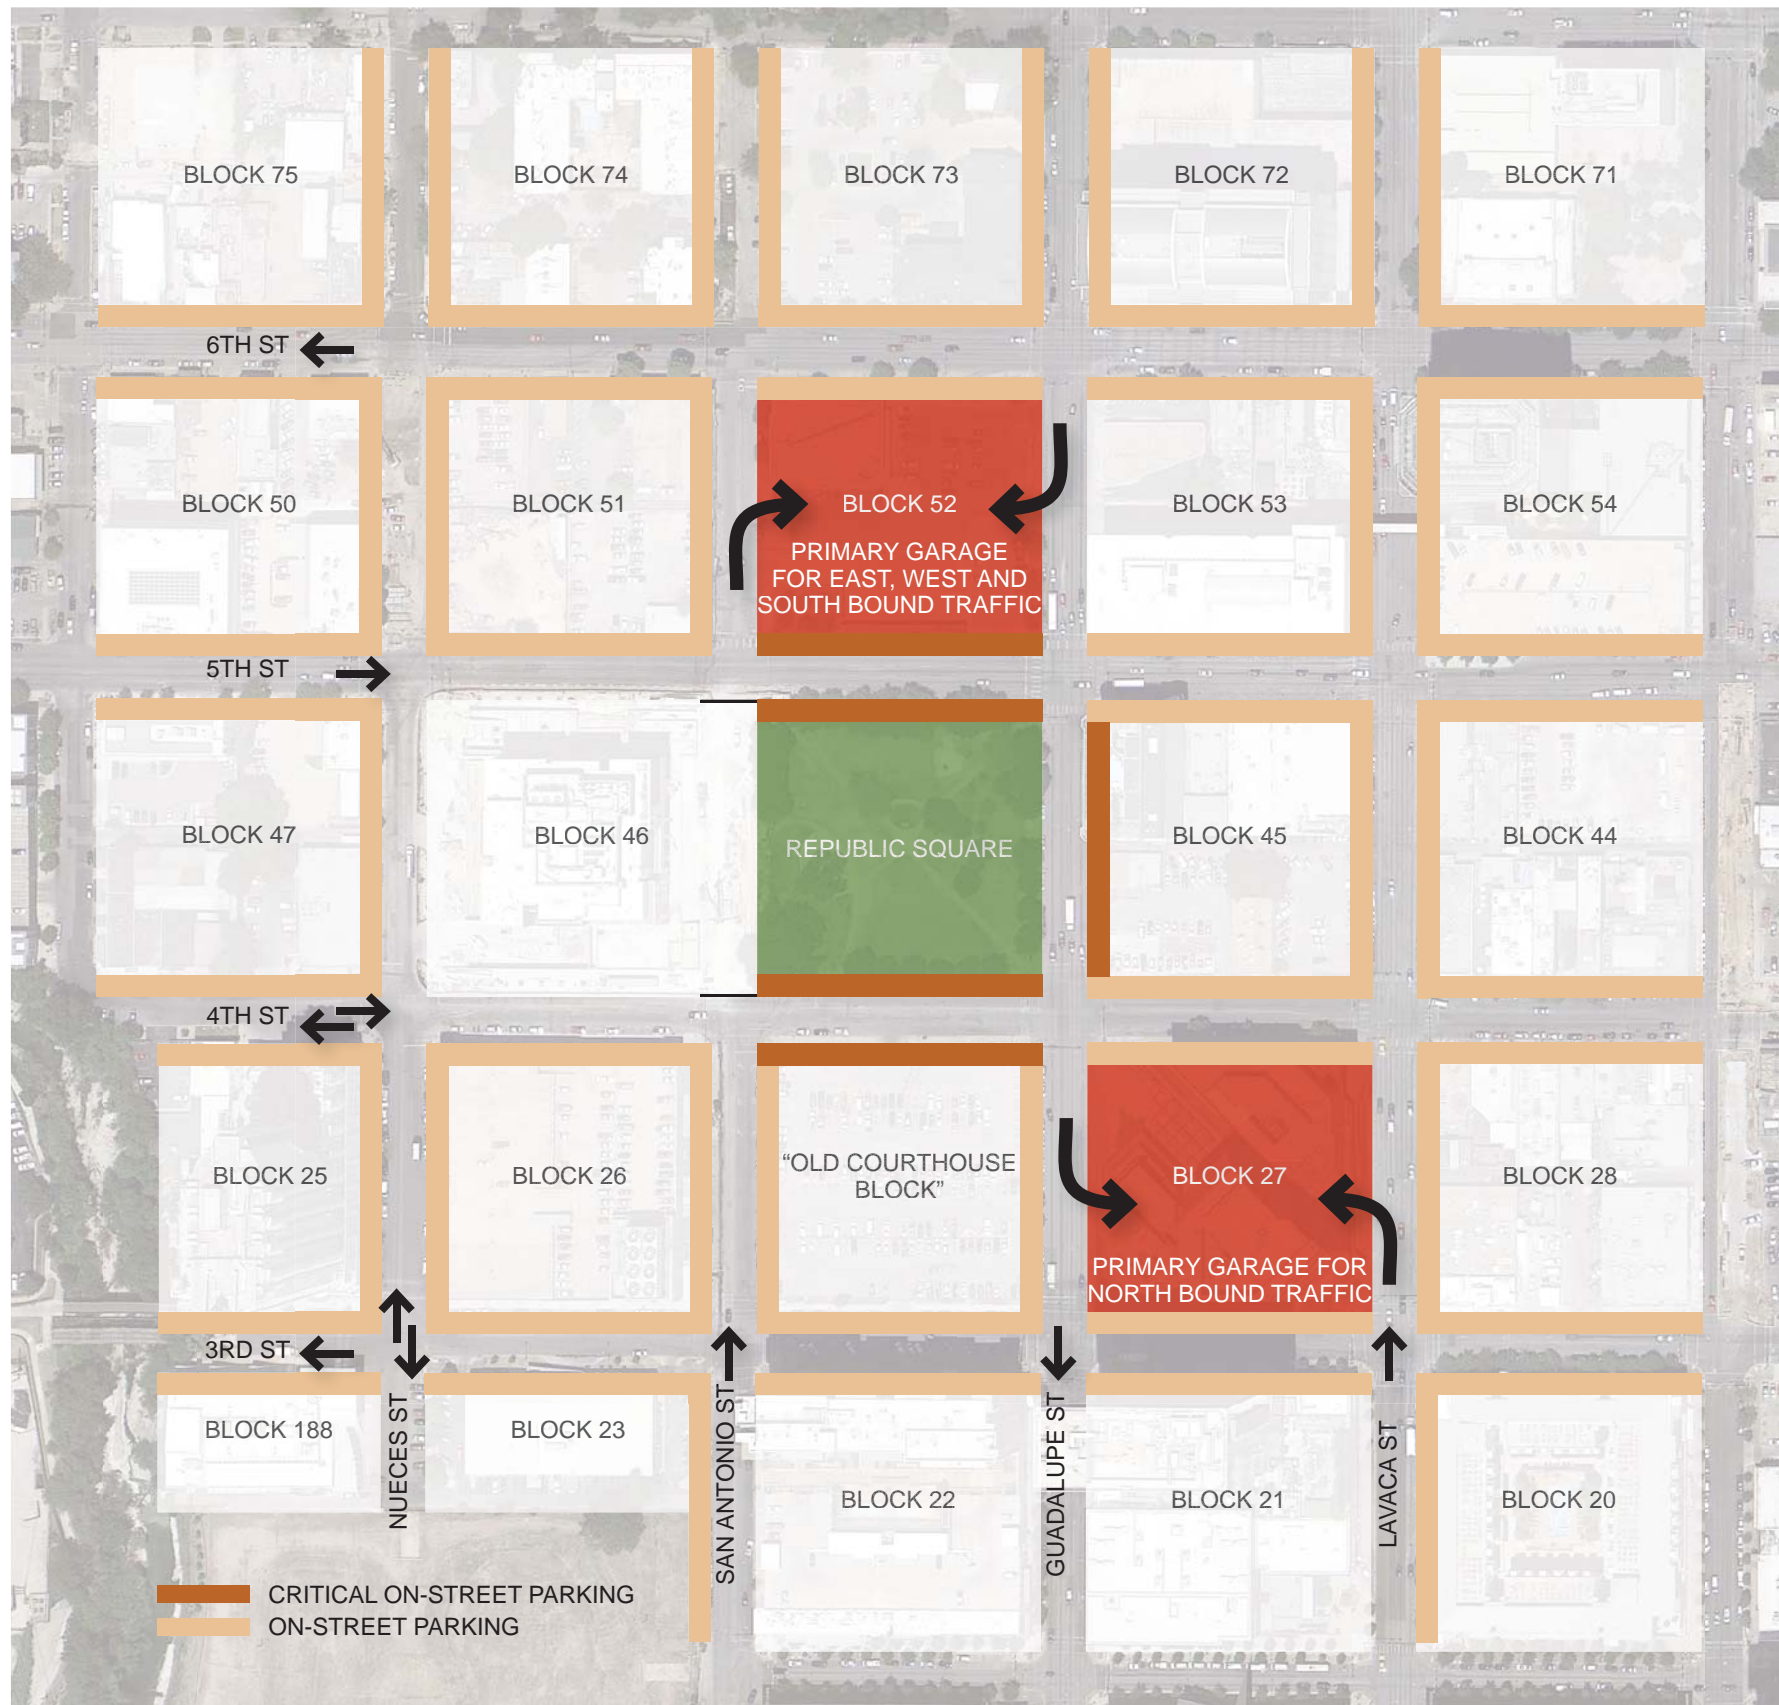 BLOCK 75
BLOCK 74
BLOCK 73
BLOCK 72
BLOCK 71
6TH ST
BLOCK 50
BLOCK 51
BLOCK 52
PRIMARY GARAGE
FOR EAST, WEST AND
SOUTH BOUND TRAFFIC
BLOCK 53
BLOCK 54
5TH ST
BLOCK 47
BLOCK 46
REPUBLIC SQUARE
BLOCK 45
BLOCK 44
4TH ST
BLOCK 25
BLOCK 26
“OLD COURTHOUSE
BLOCK”
BLOCK 27
PRIMARY GARAGE FOR
NORTH BOUND TRAFFIC
BLOCK 28
3RD ST
BLOCK 188
NUECES ST
BLOCK 23
SAN ANTONIO ST
BLOCK 22
GUADALUPE ST
BLOCK 21
LAVACA ST
BLOCK 20
CRITICAL ON-STREET PARKING
ON-STREET PARKING